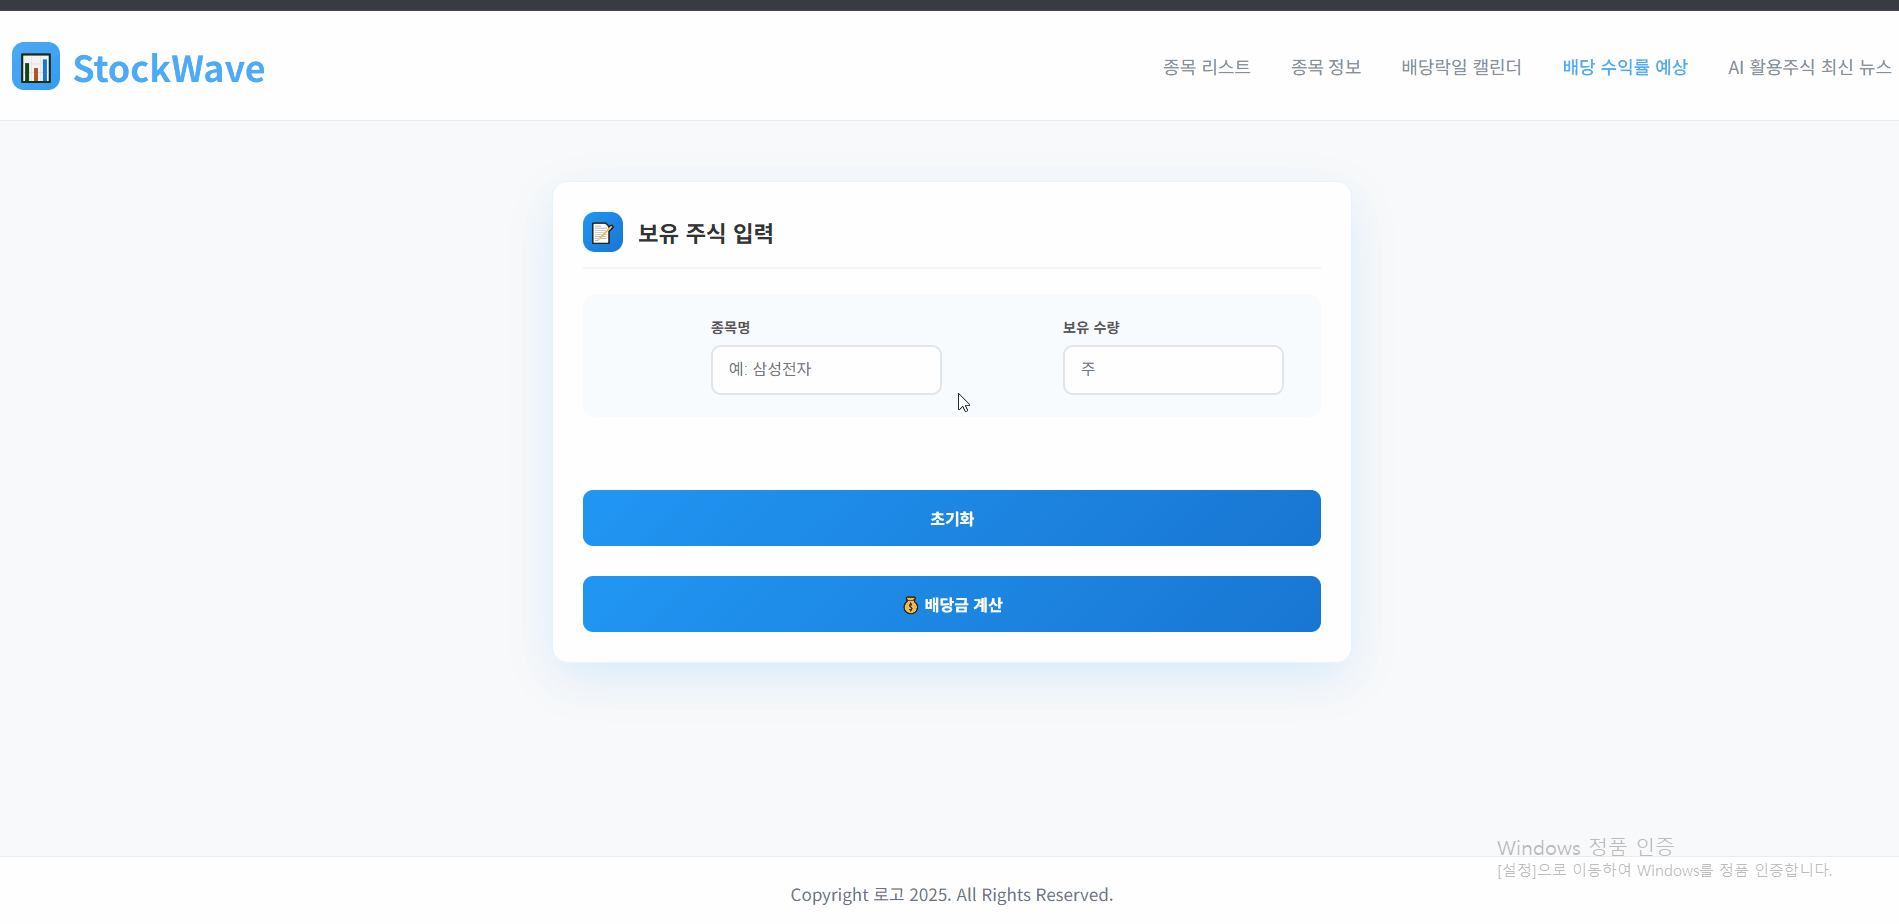 StockWave
종목 리스트
종목 정보
배당락일 캘린더
배당 수익률 예상
AI 활용주식 최신 뉴스
보유 주식 입력
종목명
보유 수량
예: 삼성전자
주
초기화
배당금 계산
Windows 정품 인증
[설정]으로 이동하여 Windows를 정품 인증합니다.
Copyright 로고 2025. All Rights Reserved.